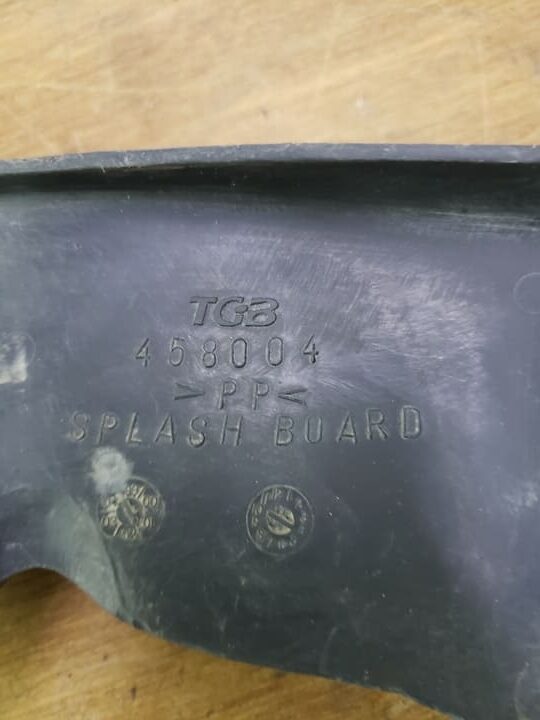 TGB
458004
>PP<
SPLASH BOARD